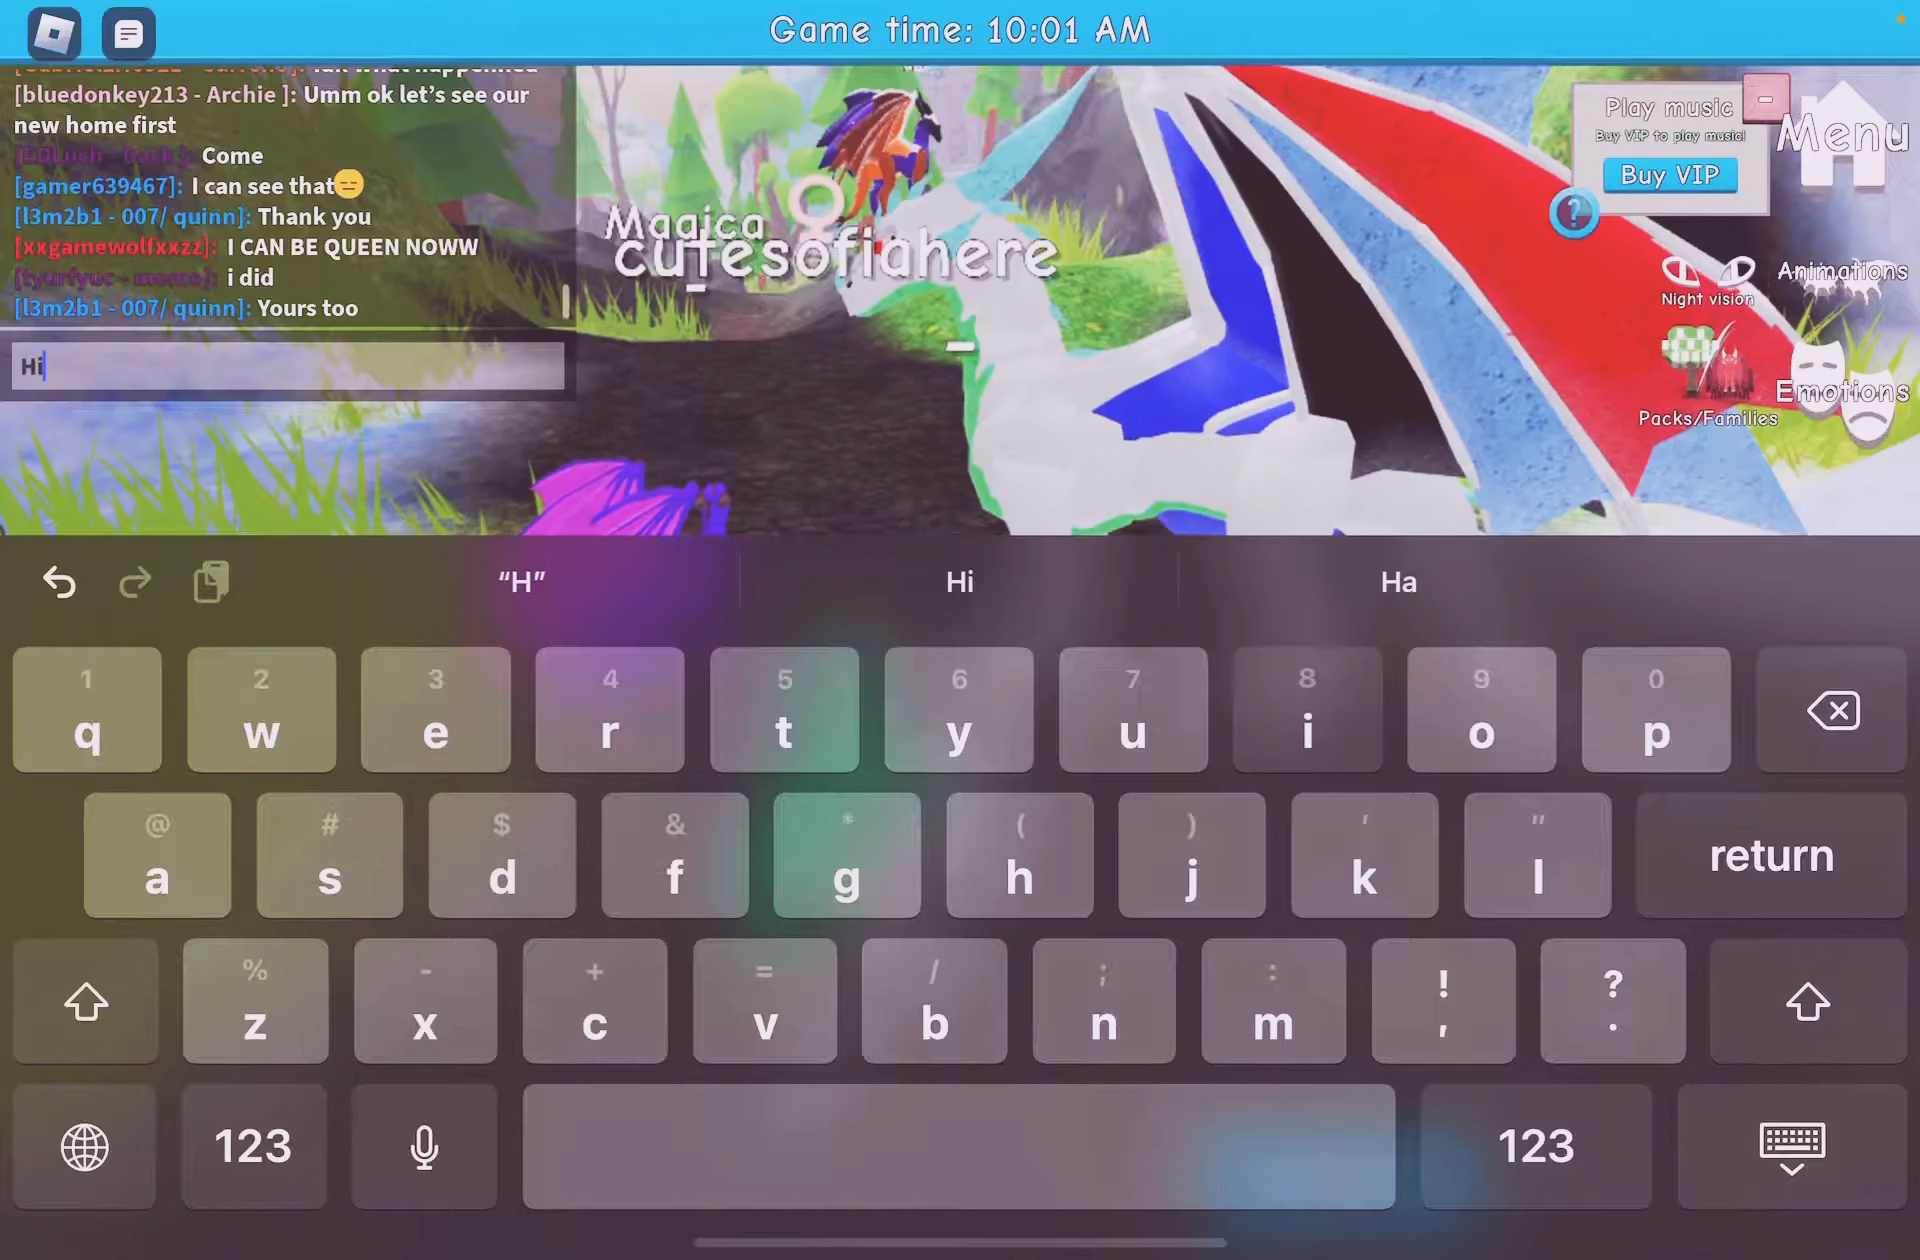 Game time: 10:01 AM
[bluedonkey213 - Archie ]: Umm ok let's see our
new home first
Come
[gamer639467]: I can see that😑
[l3m2b1 - 007/ quinn]: Thank you
[xxgamewolfxxzz]: I CAN BE QUEEN NOWW
[tyurfyuc - memo]: i did
[l3m2b1 - 007/ quinn]: Yours too
Hi
Magica
cutesofiahere
Play music
Buy VIP to play music!
Buy VIP
-
Menu
?
Night vision
Animations
Packs/Families
Emotions
“H” Hi Ha
1 2 3 4 5 6 7 8 9 0
q w e r t y u i o p
@ # $ & * ( ) ' "
a s d f g h j k l return
% - + = / ; : ! ?
z x c v b n m , .
123 123